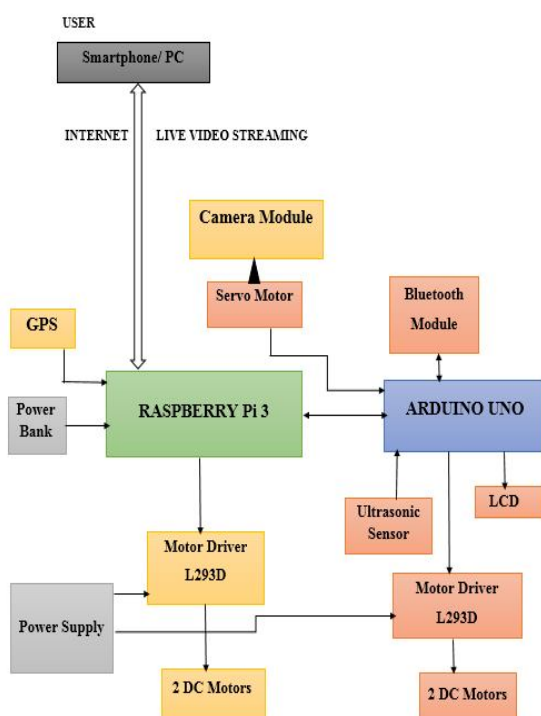 USER
Smartphone/ PC
INTERNET
LIVE VIDEO STREAMING
Camera Module
Servo Motor
Bluetooth
Module
GPS
Power
Bank
RASPBERRY Pi 3
ARDUINO UNO
Ultrasonic
Sensor
LCD
Motor Driver
L293D
Motor Driver
L293D
Power Supply
2 DC Motors
2 DC Motors